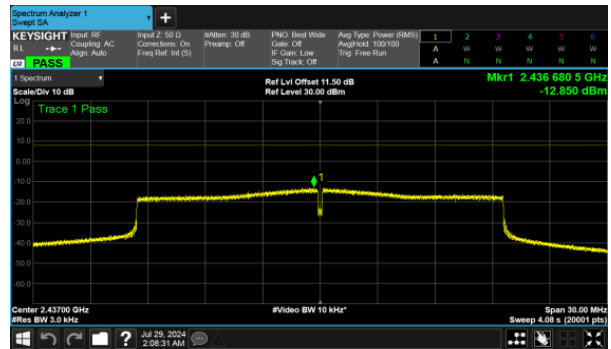 Spectrum Analyzer 1
Swept SA
+
KEYSIGHT Input: RF Input Z: 50 Ω #Atten: 30 dB PNO: Best Wide Avg Type: Power (RMS) 1 2 3 4 5 6
RL Coupling: AC Corrections: On Preamp: Off Gate: Off Avg|Hold: 100/100 A W W W W W
Align: Auto Freq Ref: Int (S) IF Gain: Low Trig: Free Run
LXI PASS Sig Track: Off A N N N N N
1 Spectrum Ref Lvl Offset 11.50 dB Mkr1 2.436 680 5 GHz
Scale/Div 10 dB Ref Level 30.00 dBm -12.850 dBm
Log Trace 1 Pass
20.0
10.0
0.00
1
-10.0
-20.0
-30.0
-40.0
-50.0
-60.0
Center 2.43700 GHz #Video BW 10 kHz* Span 30.00 MHz
#Res BW 3.0 kHz Sweep 4.08 s (20001 pts)
? Jul 29, 2024
2:08:31 AM